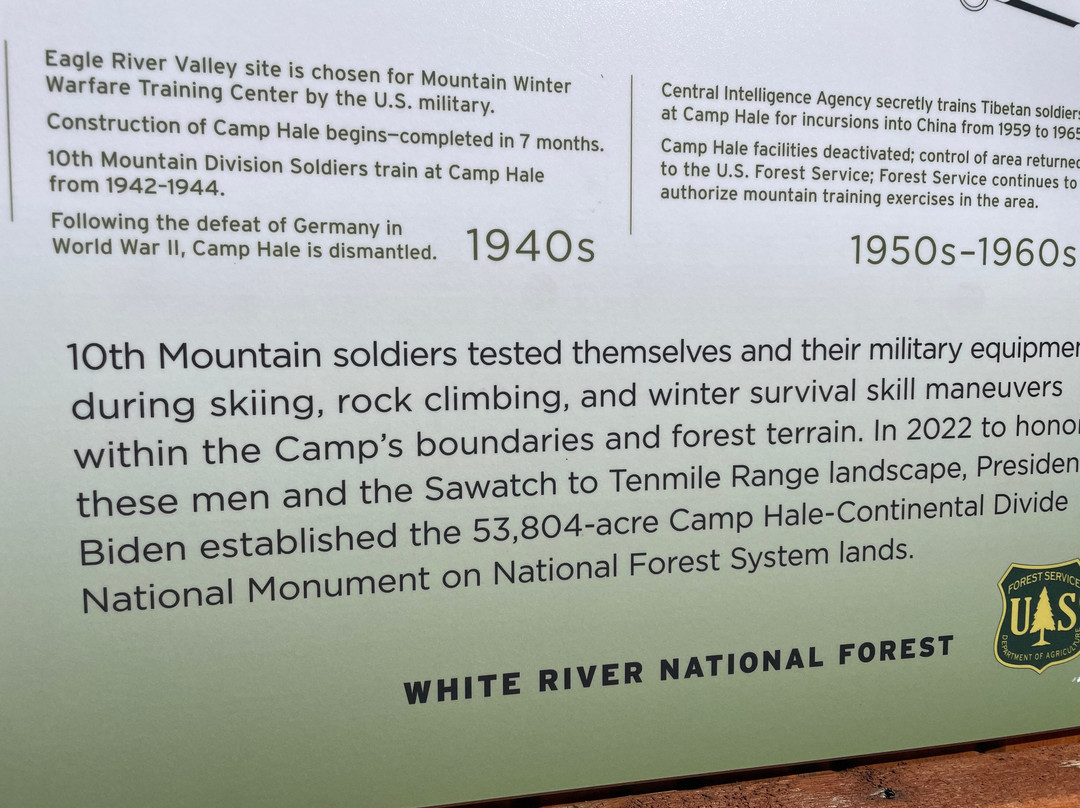 Eagle River Valley site is chosen for Mountain Winter
Warfare Training Center by the U.S. military.
Construction of Camp Hale begins—completed in 7 months.
10th Mountain Division Soldiers train at Camp Hale
from 1942–1944.
Following the defeat of Germany in
World War II, Camp Hale is dismantled.
1940s
Central Intelligence Agency secretly trains Tibetan soldiers
at Camp Hale for incursions into China from 1959 to 1965
Camp Hale facilities deactivated; control of area returned
to the U.S. Forest Service; Forest Service continues to
authorize mountain training exercises in the area.
1950s–1960s
10th Mountain soldiers tested themselves and their military equipmen
during skiing, rock climbing, and winter survival skill maneuvers
within the Camp's boundaries and forest terrain. In 2022 to honor
these men and the Sawatch to Tenmile Range landscape, Presiden
Biden established the 53,804-acre Camp Hale-Continental Divide
National Monument on National Forest System lands.
WHITE RIVER NATIONAL FOREST
FOREST SERVICE
UAS
DEPARTMENT OF AGRICULTURE